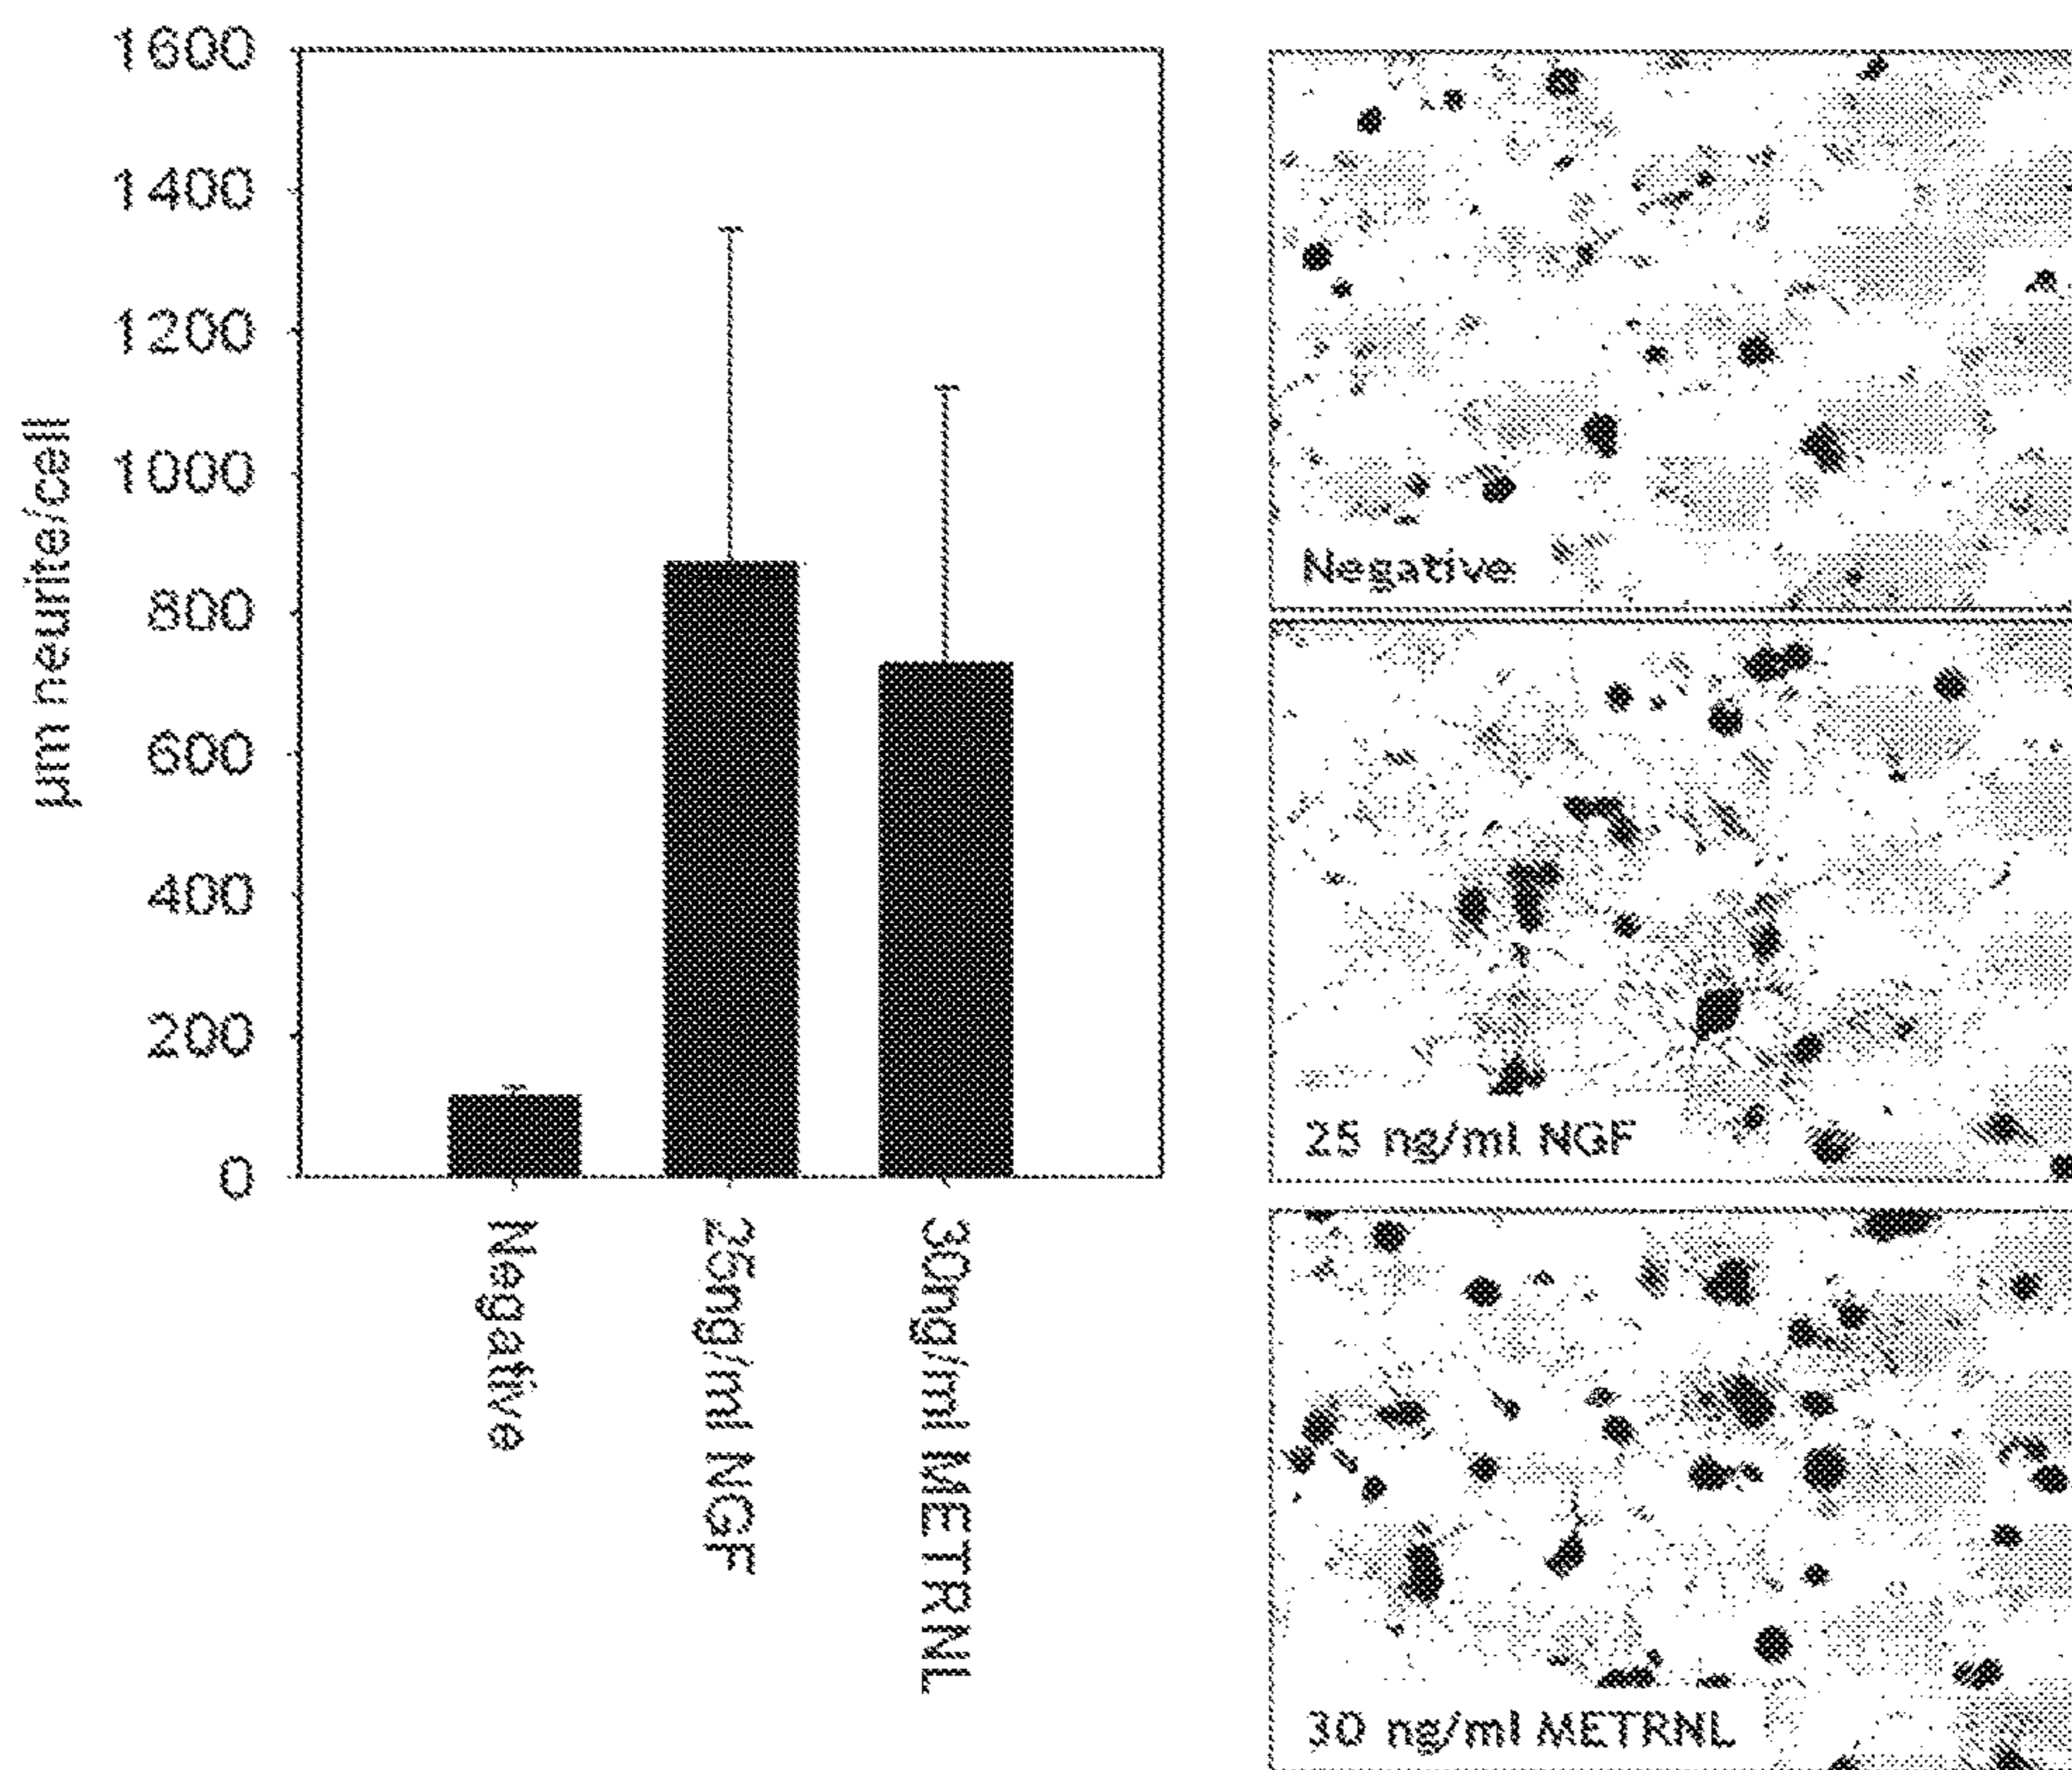 1600
1400
1200
1000
800
600
400
200
0
µm neurite/cell
Negative
25ng/ml NGF
30ng/ml METRNL
Negative
25 ng/ml NGF
30 ng/ml METRNL